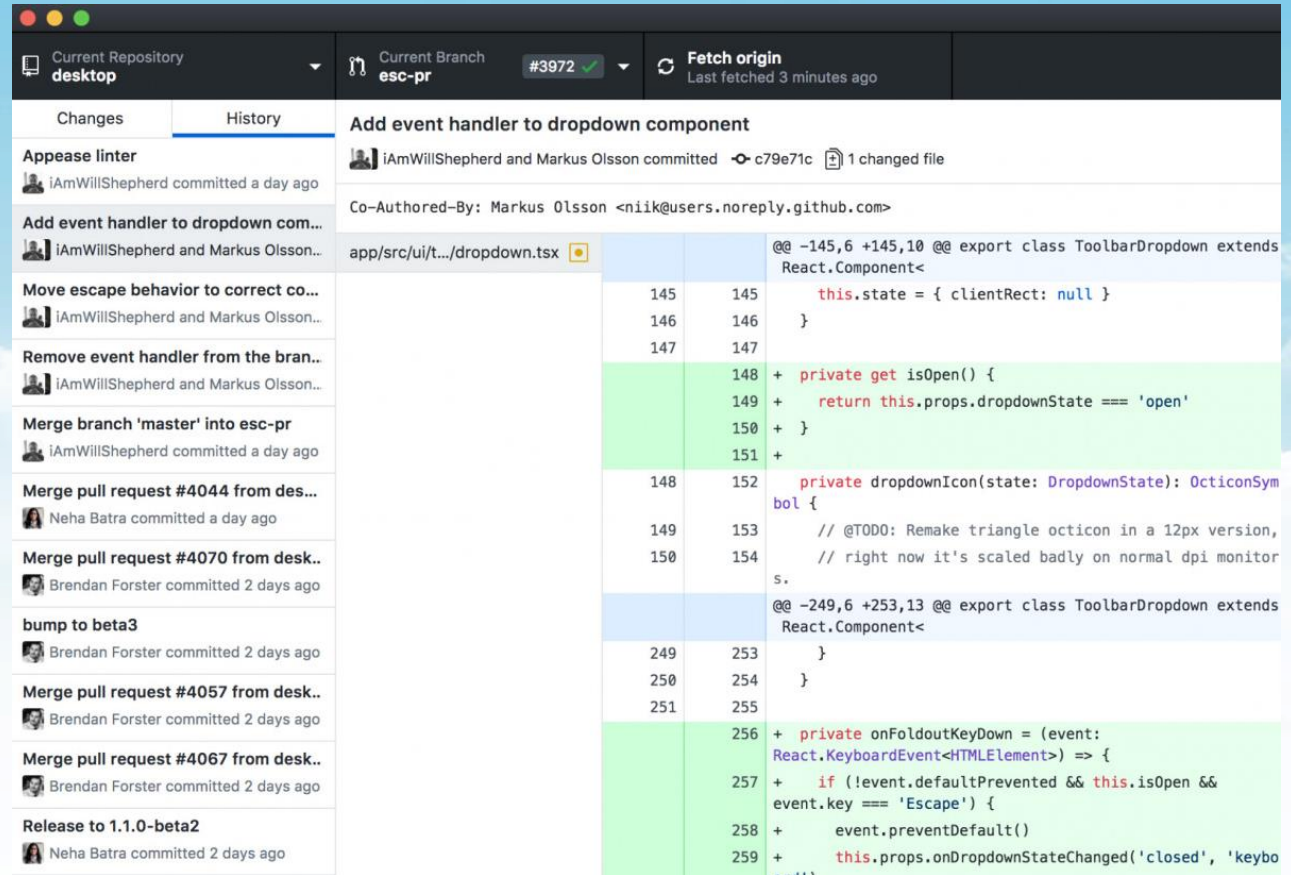 Current Repository
desktop
Current Branch
esc-pr
#3972
Fetch origin
Last fetched 3 minutes ago
Changes
History
Appease linter
iAmWillShepherd committed a day ago
Add event handler to dropdown com...
iAmWillShepherd and Markus Olsson...
Move escape behavior to correct co...
iAmWillShepherd and Markus Olsson...
Remove event handler from the bran..
iAmWillShepherd and Markus Olsson...
Merge branch 'master' into esc-pr
iAmWillShepherd committed a day ago
Merge pull request #4044 from des...
Neha Batra committed a day ago
Merge pull request #4070 from desk..
Brendan Forster committed 2 days ago
bump to beta3
Brendan Forster committed 2 days ago
Merge pull request #4057 from desk..
Brendan Forster committed 2 days ago
Merge pull request #4067 from desk..
Brendan Forster committed 2 days ago
Release to 1.1.0-beta2
Neha Batra committed 2 days ago
Add event handler to dropdown component
iAmWillShepherd and Markus Olsson committed c79e71c 1 changed file
Co-Authored-By: Markus Olsson <niik@users.noreply.github.com>
app/src/ui/t.../dropdown.tsx
@@ -145,6 +145,10 @@ export class ToolbarDropdown extends
React.Component<
145 145 this.state = { clientRect: null }
146 146 }
147 147
148 + private get isOpen() {
149 + return this.props.dropdownState === 'open'
150 + }
151 +
148 152 private dropdownIcon(state: DropdownState): OcticonSym
bol {
149 153 // @TODO: Remake triangle octicon in a 12px version,
150 154 // right now it's scaled badly on normal dpi monitor
s.
@@ -249,6 +253,13 @@ export class ToolbarDropdown extends
React.Component<
249 253 }
250 254 }
251 255
256 + private onFoldoutKeyDown = (event:
React.KeyboardEvent<HTMLElement>) => {
257 + if (!event.defaultPrevented && this.isOpen &&
event.key === 'Escape') {
258 + event.preventDefault()
259 + this.props.onDropdownStateChanged('closed', 'keybo